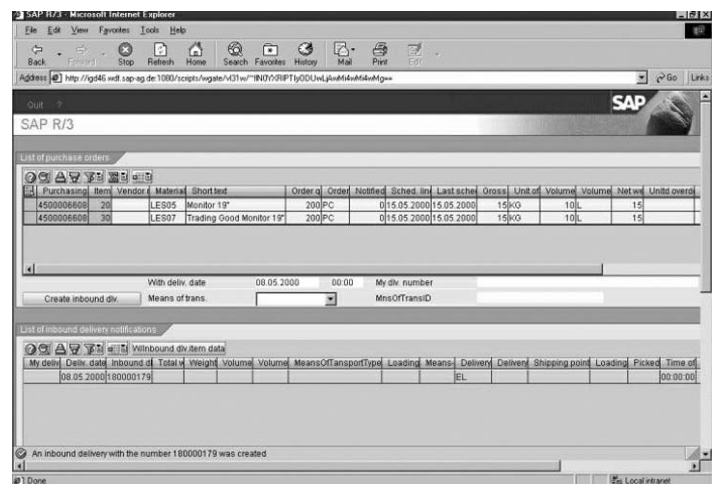 SAP R/3 - Microsoft Internet Explorer
File Edit View Favorites Tools Help
Back Forward Stop Refresh Home Search Favorites History Mail Print Edit
Address http://igd46.wdf.sap-ag.de:1080/scripts/wgate/ Go Links
Quit ? SAP
SAP R/3
List of purchase orders
Purchasing Item Vendor Material Short text Order q Order Notified Sched. line Last sche Gross Unit of Volume Volume Net we Unltd overd
4500006608 20 LES05 Monitor 19" 200 PC 0 15.05.2000 15.05.2000 15 KG 10 L 15
4500006608 30 LES07 Trading Good Monitor 19" 200 PC 0 15.05.2000 15.05.2000 15 KG 10 L 15
With deliv. date 08.05.2000 00:00 My dlv. number
Create inbound dlv. Means of trans. MnsOfTransID
List of inbound delivery notifications
WInbound dlv.item data
My deliv Deliv. date Inbound d Total w Weight Volume Volume MeansOfTansportType Loading Means- Delivery Delivery Shipping point Loading Picked Time of
08.05.2000 180000179 EL 00:00:00
An inbound delivery with the number 180000179 was created
Done Local intranet